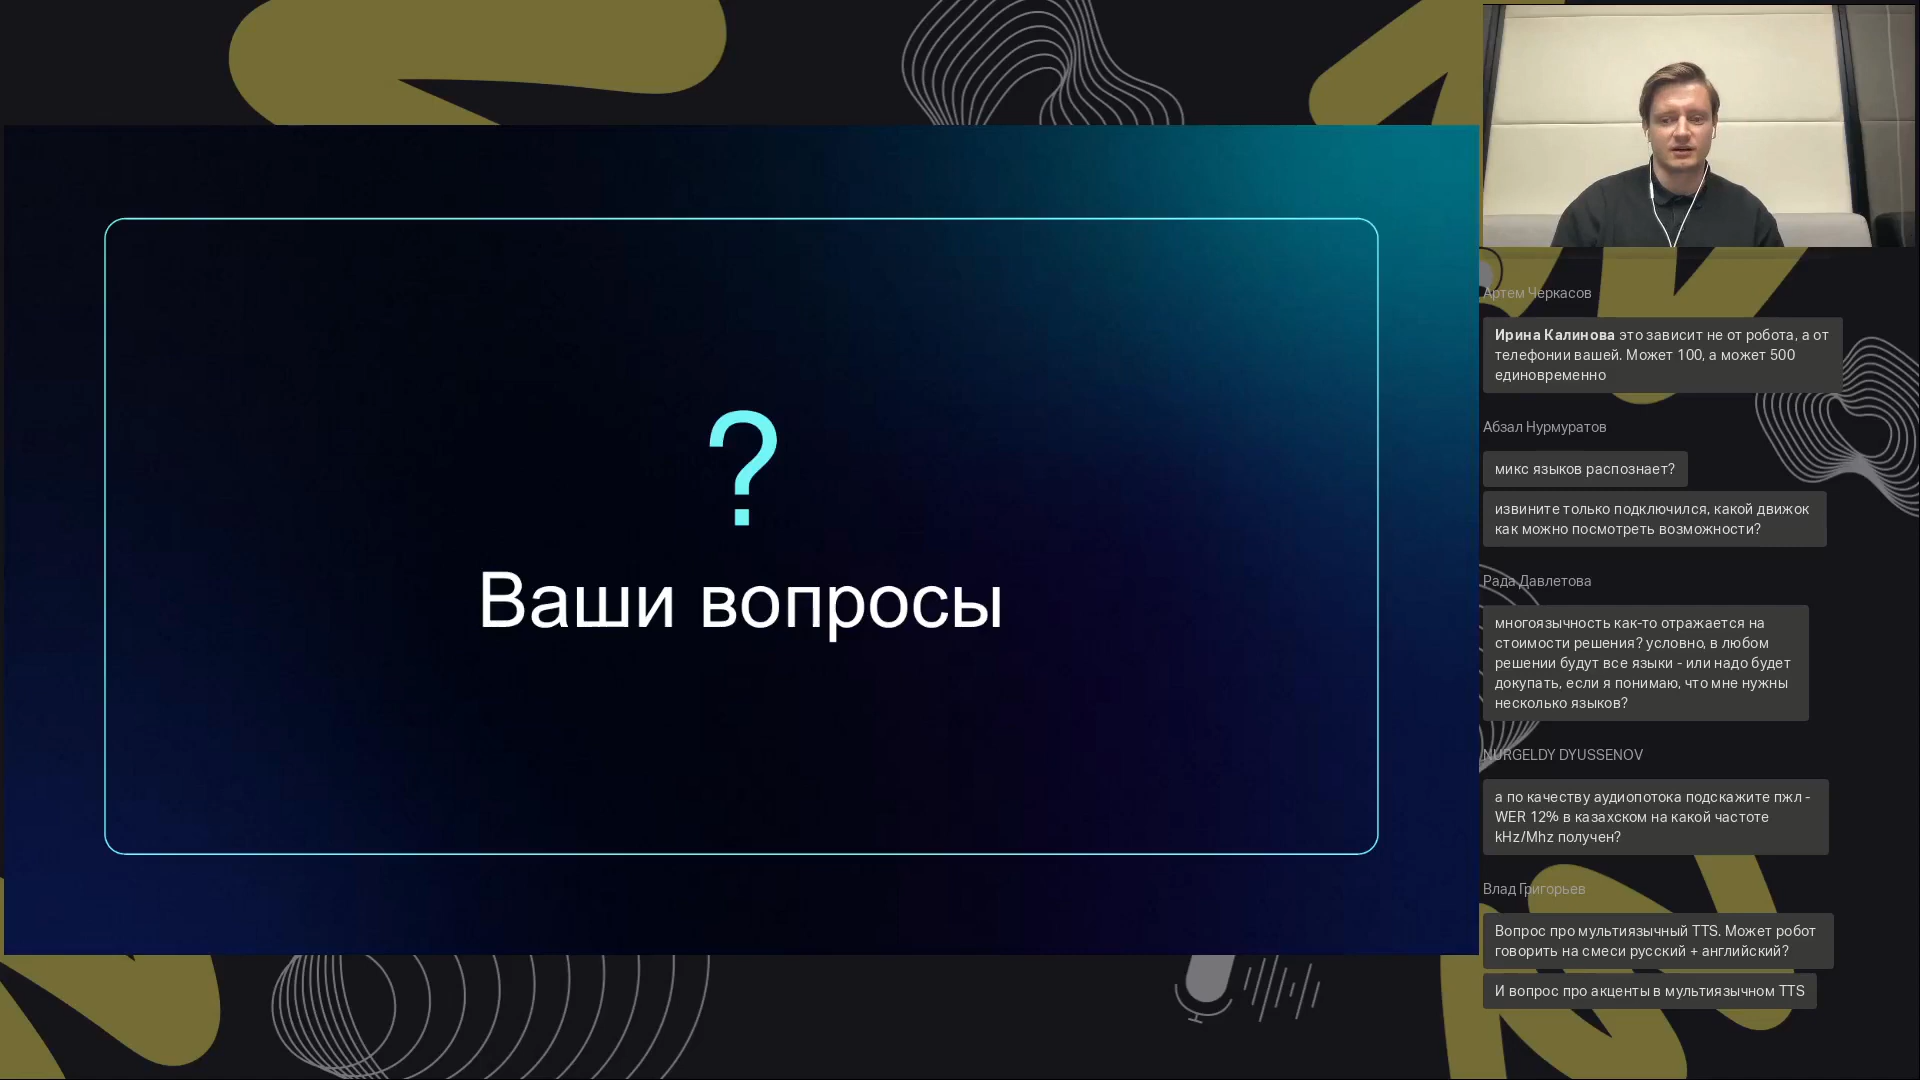 ?
Ваши вопросы
Артем Черкасов
Ирина Калинова это зависит не от робота, а от
телефонии вашей. Может 100, а может 500
единовременно
Абзал Нурмуратов
микс языков распознает?
извините только подключился, какой движок
как можно посмотреть возможности?
Рада Давлетова
многоязычность как-то отражается на
стоимости решения? условно, в любом
решении будут все языки - или надо будет
докупать, если я понимаю, что мне нужны
несколько языков?
NURGELDY DYUSSENOV
а по качеству аудиопотока подскажите пжл -
WER 12% в казахском на какой частоте
kHz/Mhz получен?
Влад Григорьев
Вопрос про мультиязычный TTS. Может робот
говорить на смеси русский + английский?
И вопрос про акценты в мультиязычном TTS